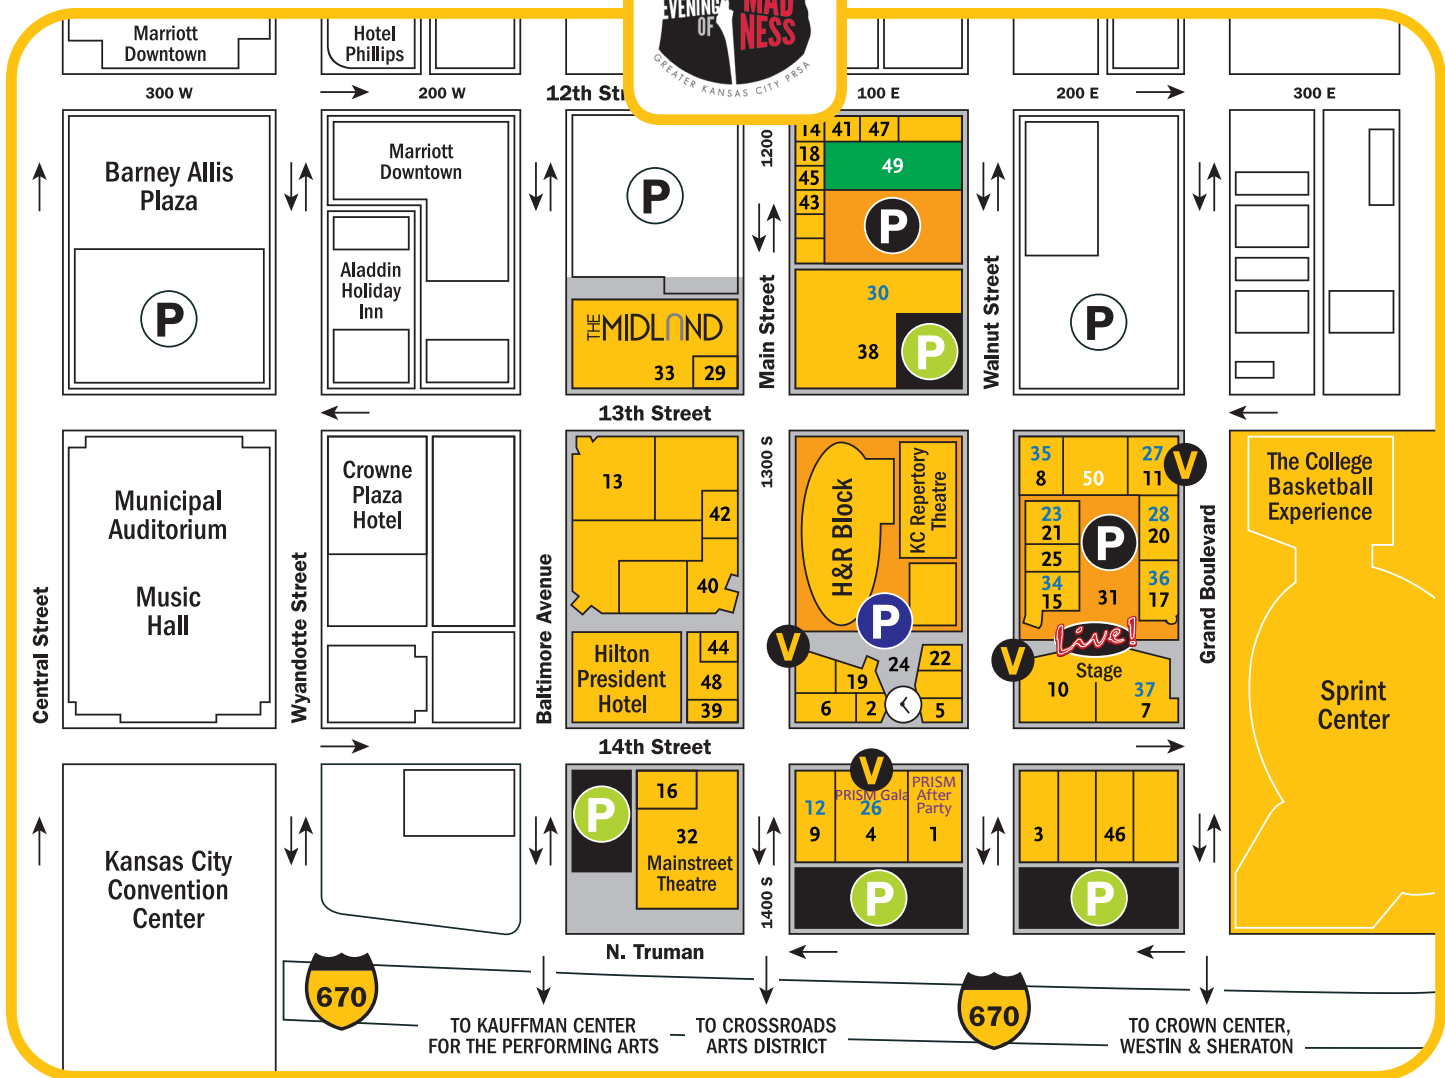 EVENING
OF
MAD
NESS
GREATER KANSAS CITY PRSA
Marriott
Downtown
Hotel
Phillips
300 W
200 W
12th Str
100 E
200 E
300 E
Barney Allis
Plaza
P
Marriott
Downtown
Aladdin
Holiday
Inn
P
THE MIDLAND
33
29
1200
Main Street
14
41
47
18
49
45
43
P
30
38
P
Walnut Street
P
13th Street
Municipal
Auditorium
Music
Hall
Central Street
Wyandotte Street
Crowne
Plaza
Hotel
Baltimore Avenue
13
42
40
Hilton
President
Hotel
44
48
39
1300 S
H&R Block
KC Repertory
Theatre
P
V
24
22
19
6
2
5
35
8
50
27
11
V
23
21
P
28
20
25
34
15
31
36
17
Live!
V
Stage
10
37
7
Grand Boulevard
The College
Basketball
Experience
Sprint
Center
14th Street
Kansas City
Convention
Center
P
16
32
Mainstreet
Theatre
1400 S
V
PRISM Gala
PRISM
After
Party
12
26
9
4
1
P
3
46
P
N. Truman
670
670
TO KAUFFMAN CENTER
FOR THE PERFORMING ARTS
TO CROSSROADS
ARTS DISTRICT
TO CROWN CENTER,
WESTIN & SHERATON